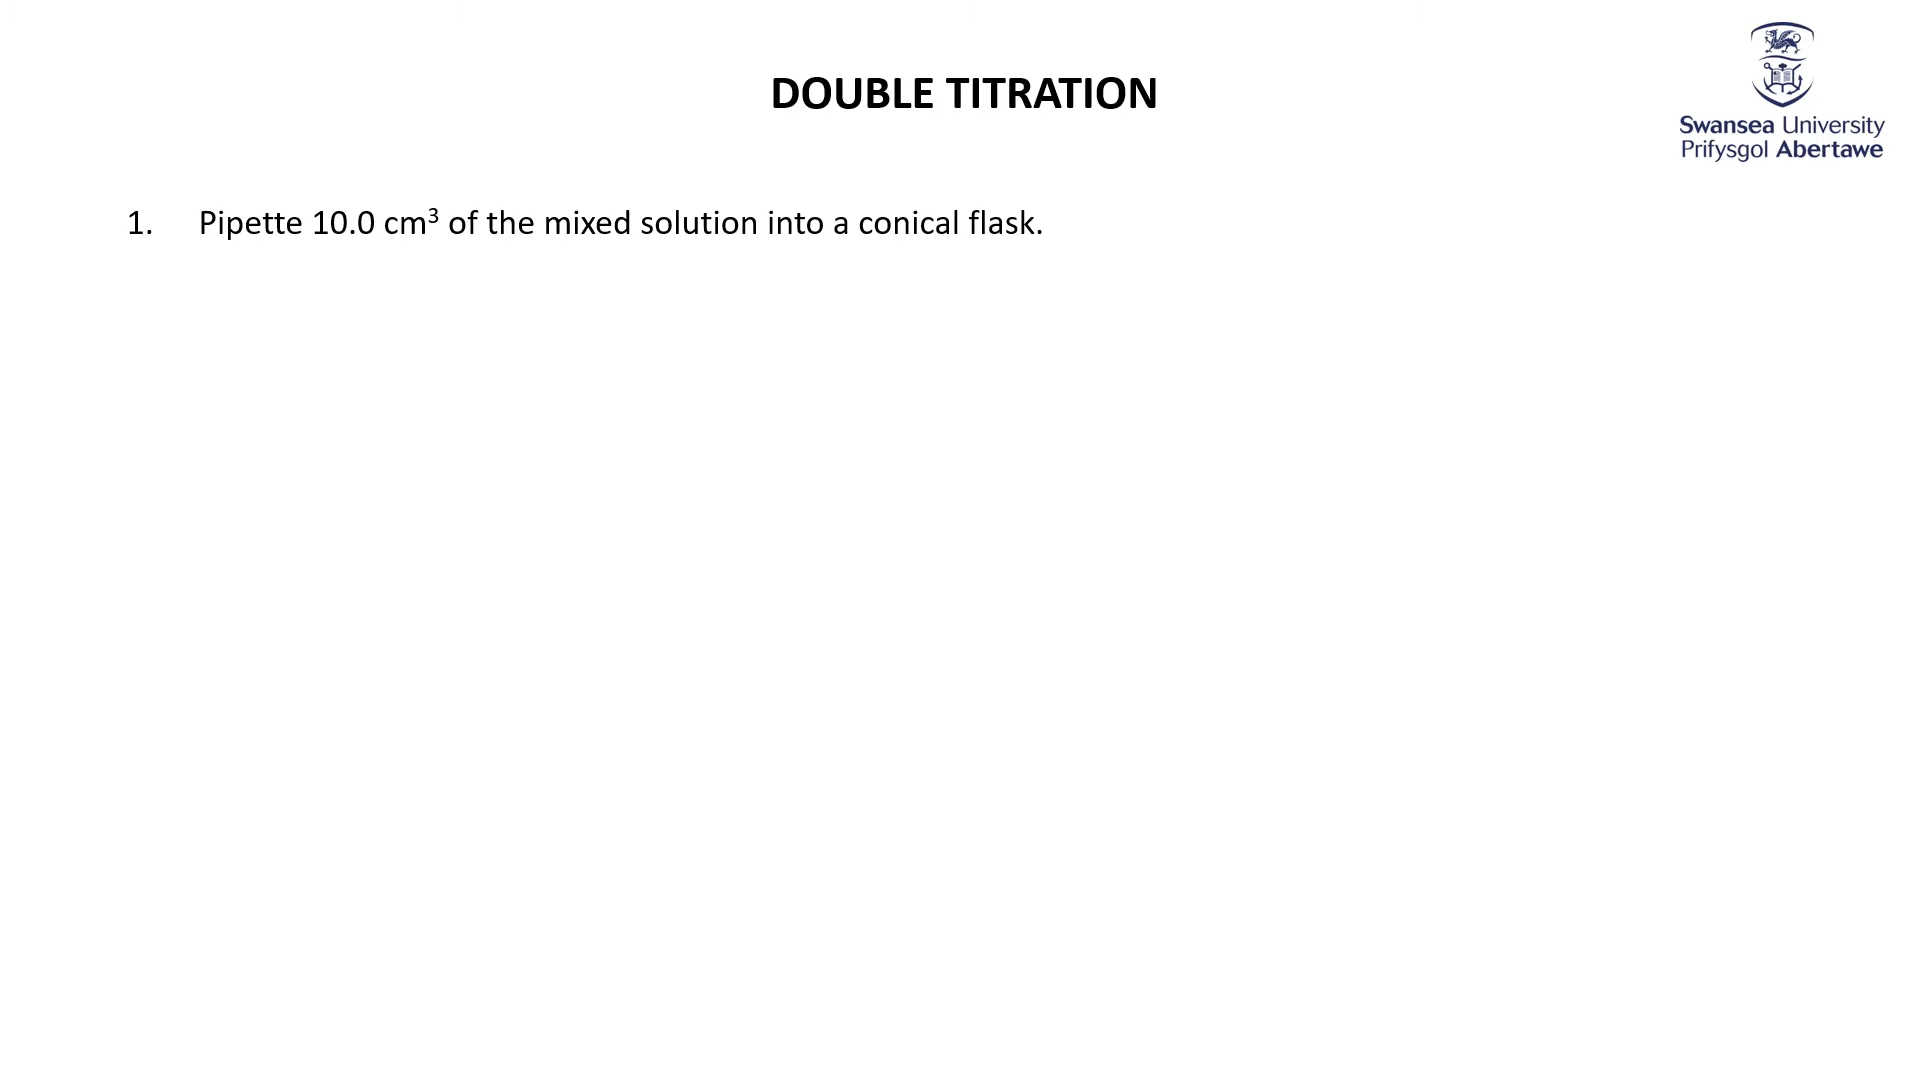 DOUBLE TITRATION
Swansea University
Prifysgol Abertawe
1. Pipette 10.0 cm³ of the mixed solution into a conical flask.